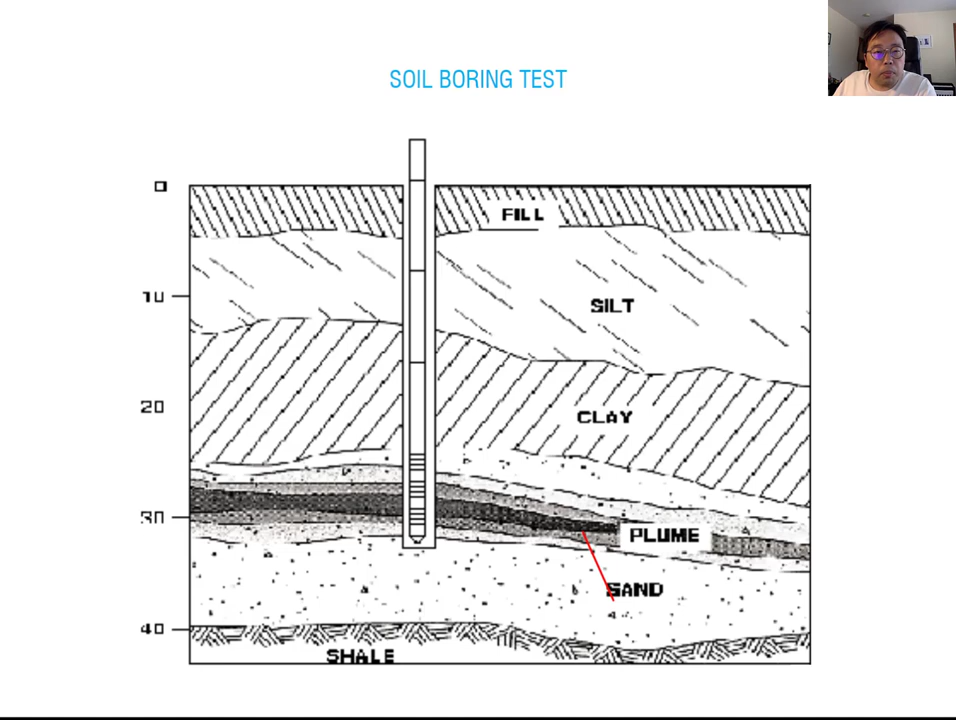 SOIL BORING TEST
0
FILL
10
SILT
20
CLAY
30
PLUME
SAND
40
SHALE